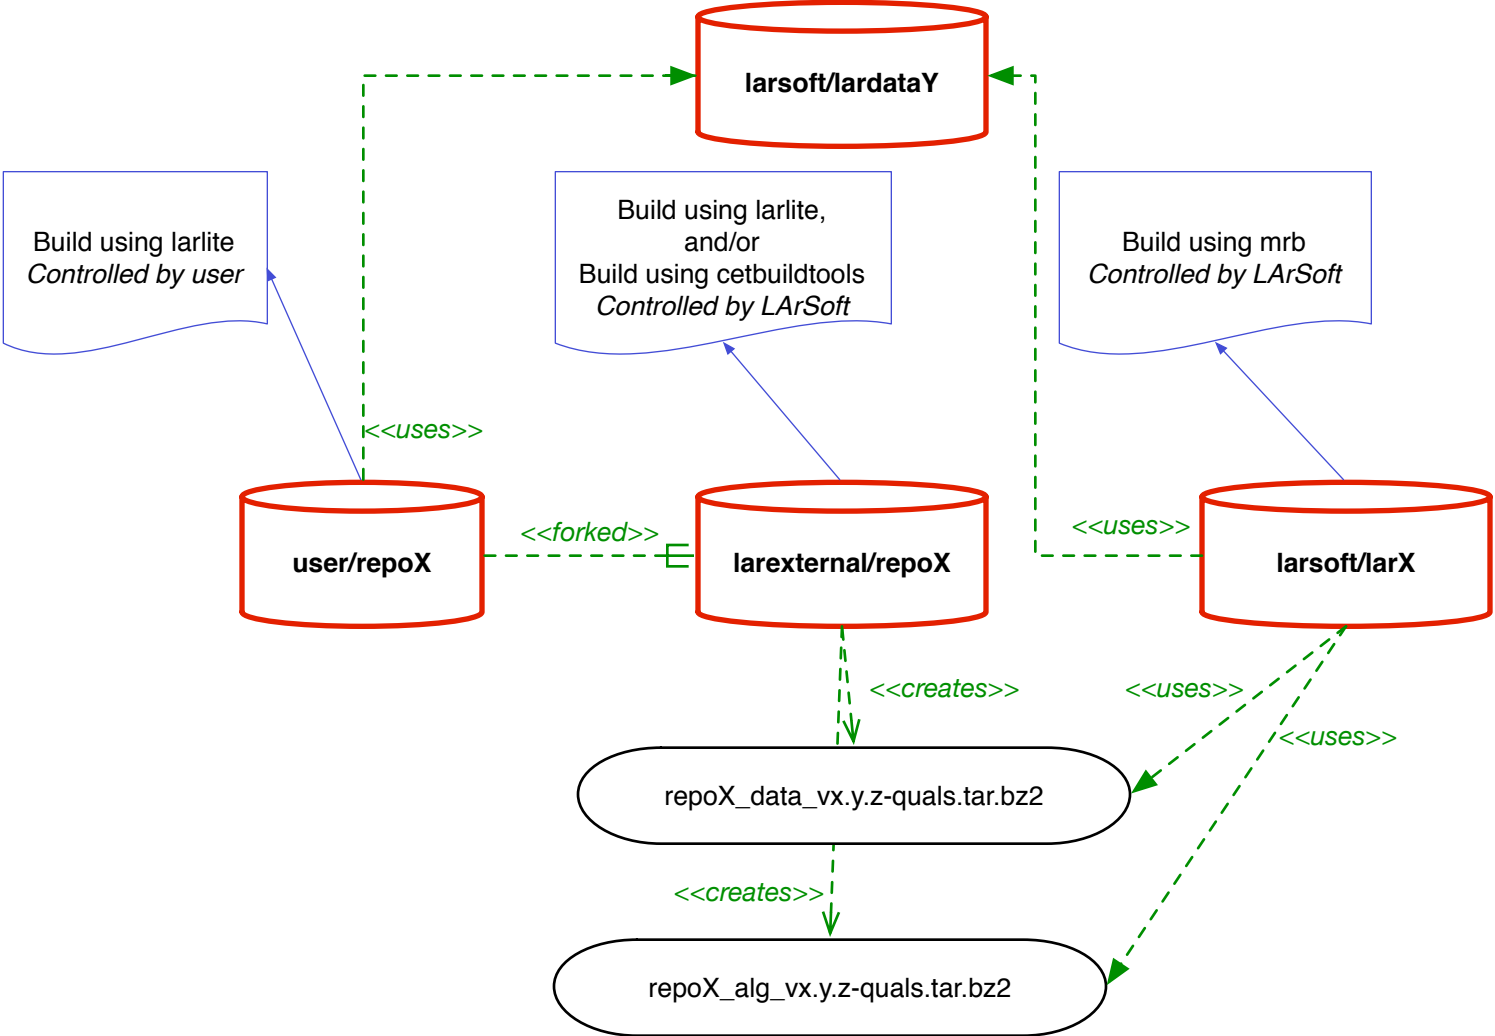 larsoft/lardataY
Build using larlite
Controlled by user
Build using larlite,
and/or
Build using cetbuildtools
Controlled by LArSoft
Build using mrb
Controlled by LArSoft
<<uses>>
<<forked>>
<<uses>>
user/repoX
larexternal/repoX
larsoft/larX
<<creates>>
<<uses>>
<<uses>>
repoX_data_vx.y.z-quals.tar.bz2
<<creates>>
repoX_alg_vx.y.z-quals.tar.bz2